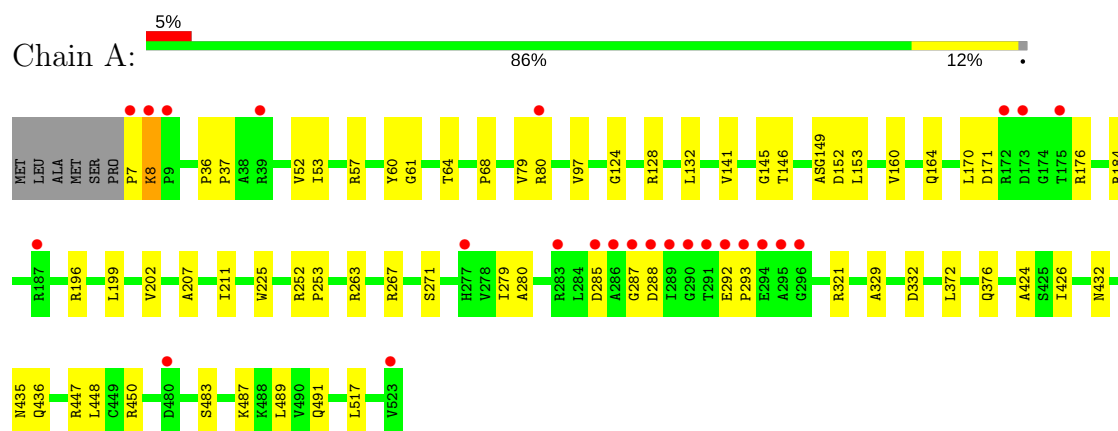 5%
Chain A:
86% 12% •
MET LEU ALA MET SER PRO P7 K8 P9 P36 P37 A38 R39 V52 I53 R57 Y60 G61 T64 P68 V79 R80 V97 G124 R128 L132 V141 G145 T146 ASG149 D152 L153 V160 Q164 L170 D171 R172 D173 G174 T175 R176 R184
R187 R196 L199 V202 A207 I211 W225 R252 P253 R263 R267 S271 H277 V278 I279 A280 R283 L284 D285 A286 G287 D288 I289 G290 T291 E292 P293 E294 A295 G296 R321 A329 D332 L372 Q376 A424 S425 I426 N432
N435 Q436 R447 L448 C449 R450 D480 S483 K487 K488 L489 V490 Q491 L517 V523